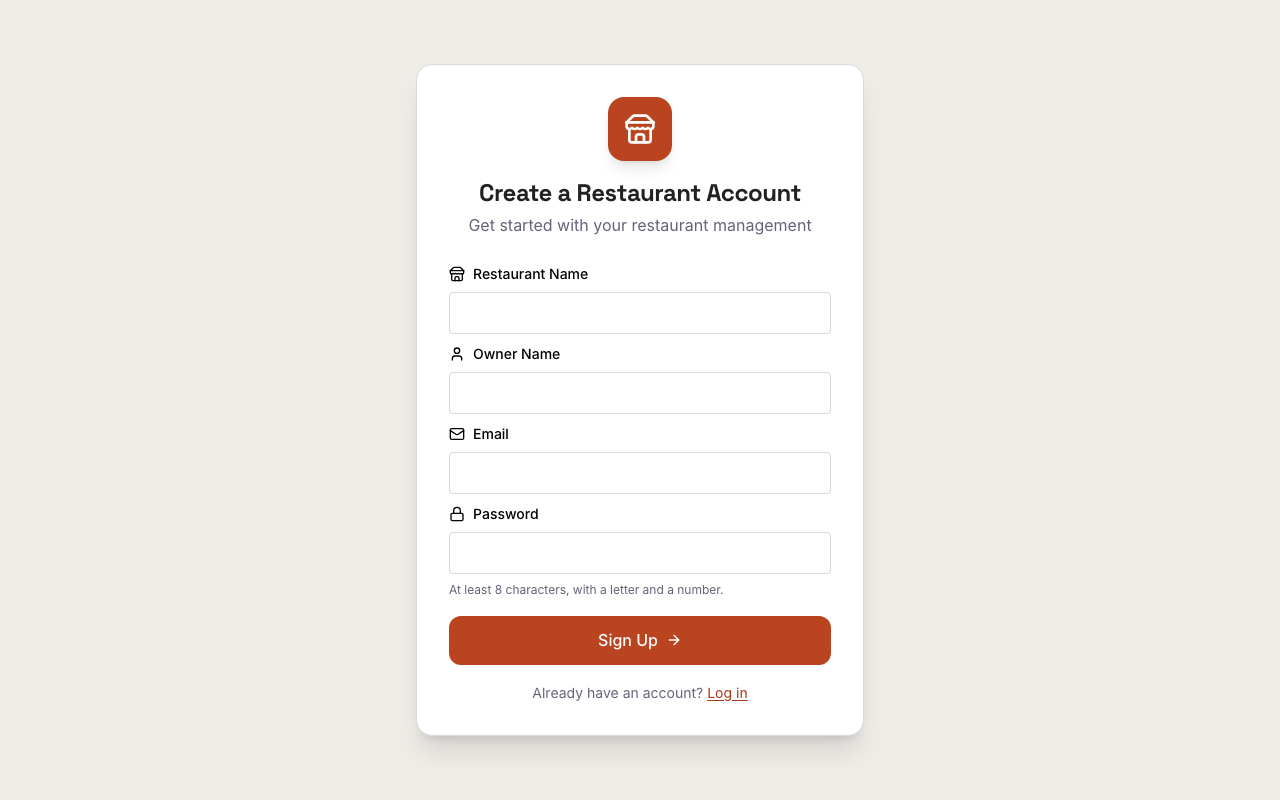 Create a Restaurant Account
Get started with your restaurant management
Restaurant Name
Owner Name
Email
Password
At least 8 characters, with a letter and a number.
Sign Up →
Already have an account? Log in